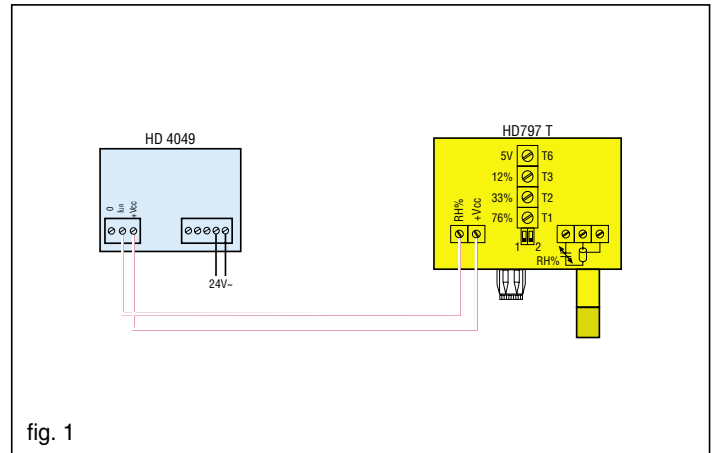 HD 4049
0
IUR
+Vcc
24V~
HD797 T
5V T6
12% T3
33% T2
76% T1
RH%
+Vcc
1 2
RH%
fig. 1